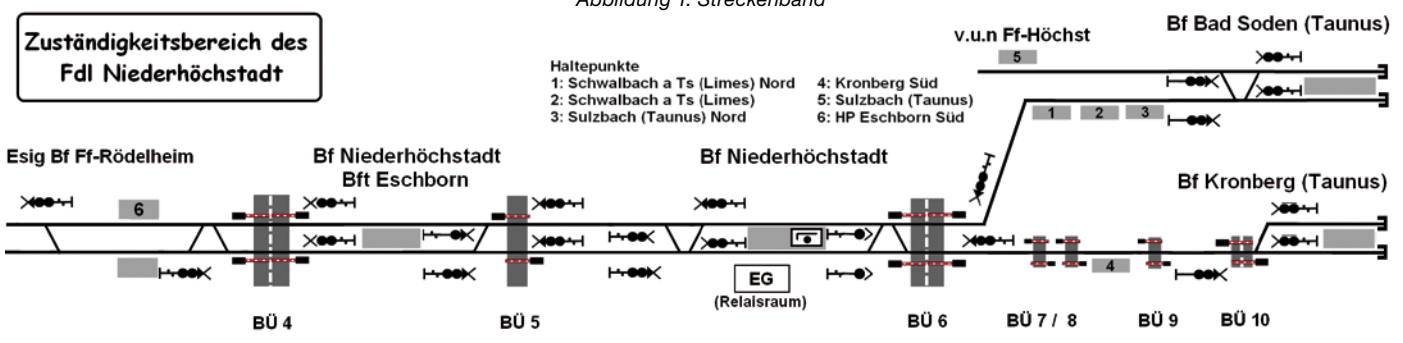 Abbildung 1: Streckenband
Zuständigkeitsbereich des
Fdl Niederhöchstadt
Haltepunkte
1: Schwalbach a Ts (Limes) Nord
2: Schwalbach a Ts (Limes)
3: Sulzbach (Taunus) Nord
4: Kronberg Süd
5: Sulzbach (Taunus)
6: HP Eschborn Süd
v.u.n Ff-Höchst
5
Bf Bad Soden (Taunus)
1 2 3
Esig Bf Ff-Rödelheim
Bf Niederhöchstadt
Bft Eschborn
Bf Niederhöchstadt
Bf Kronberg (Taunus)
6
4
EG
(Relaisraum)
BÜ 4 BÜ 5 BÜ 6 BÜ 7 / 8 BÜ 9 BÜ 10